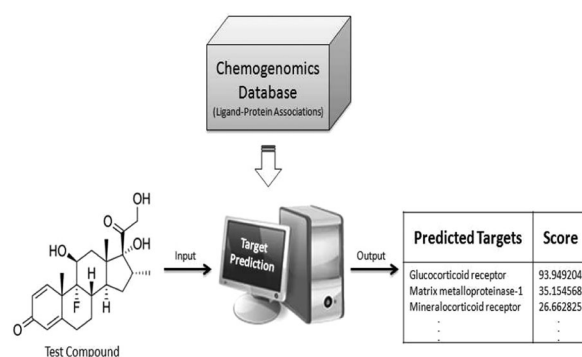 Chemogenomics
Database
(Ligand-Protein Associations)
OH
O
HO
OH
H
F
H
O
Test Compound
Input
Target
Prediction
Output
Predicted Targets Score
Glucocorticoid receptor 93.949204
Matrix metalloproteinase-1 35.154568
Mineralocorticoid receptor 26.662825
: :
: :